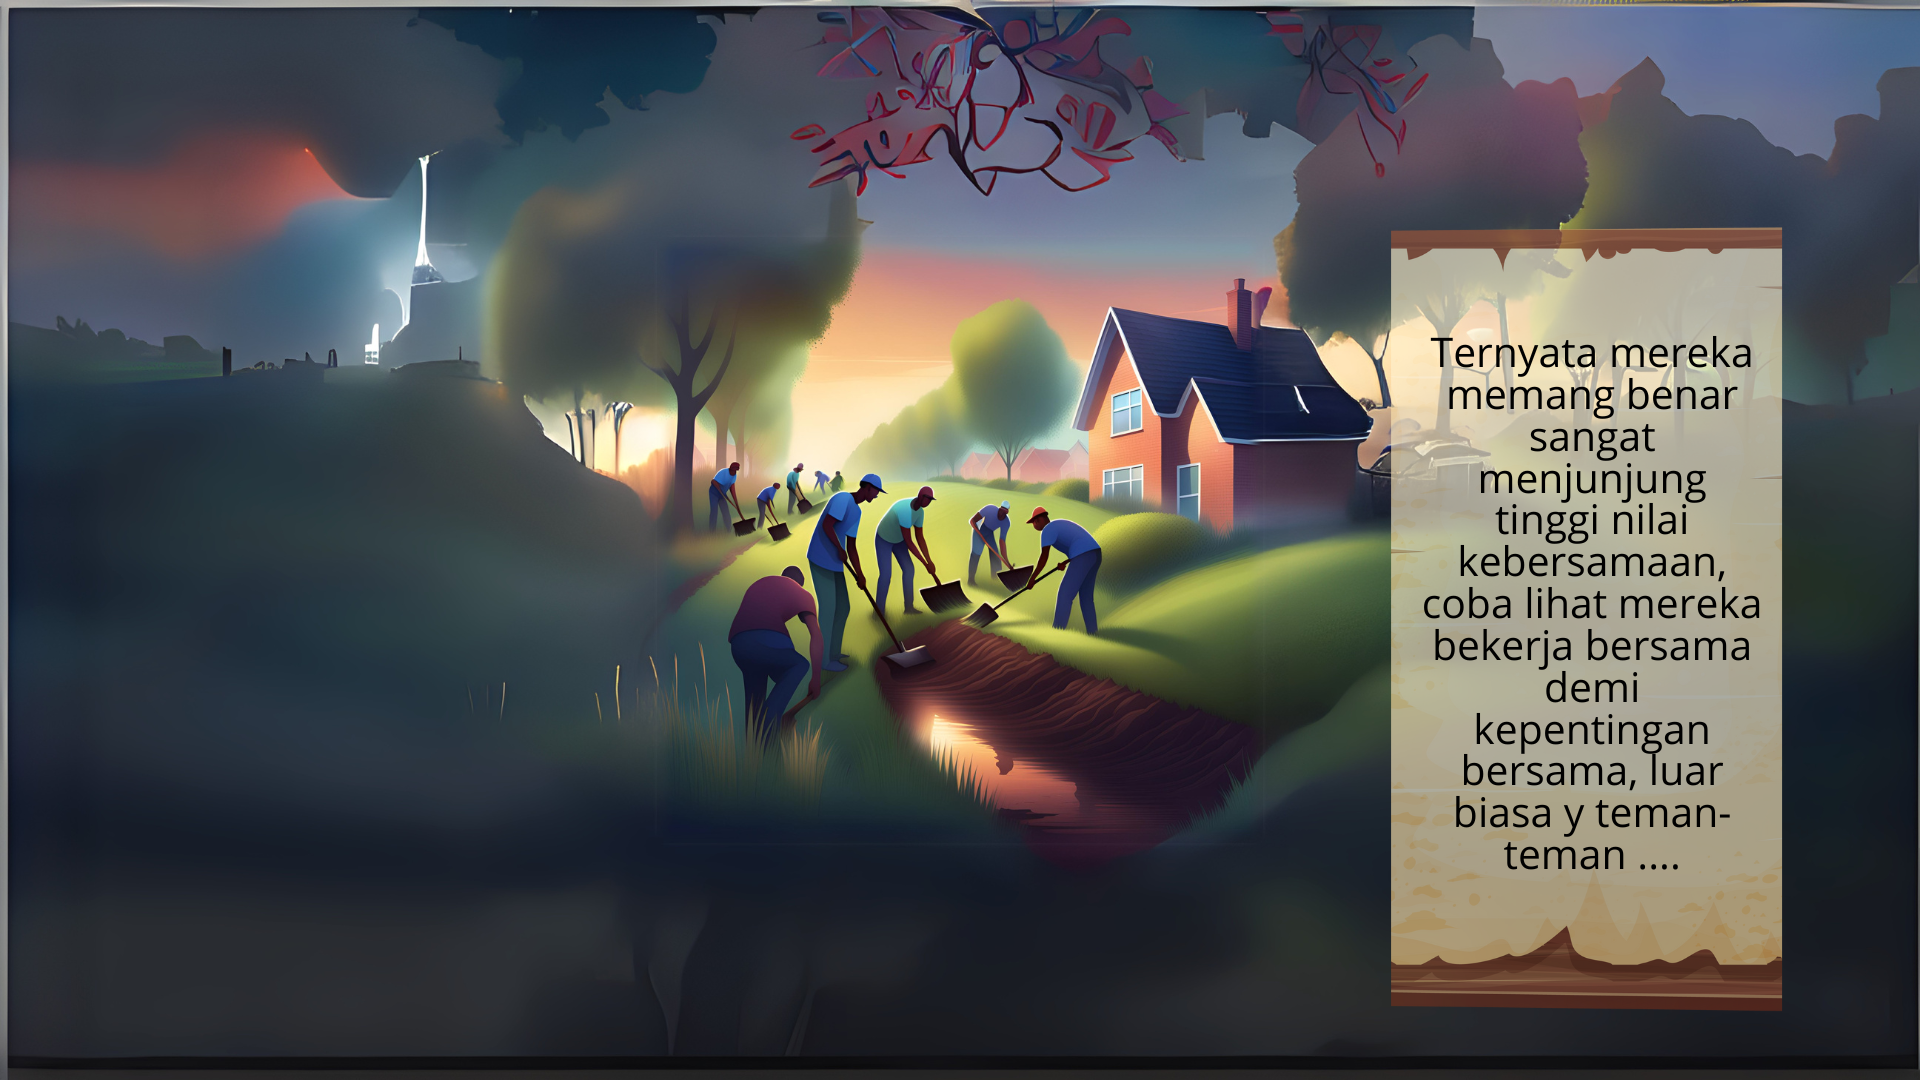 Ternyata mereka
memang benar
sangat
menjunjung
tinggi nilai
kebersamaan,
coba lihat mereka
bekerja bersama
demi
kepentingan
bersama, luar
biasa y teman-
teman ....